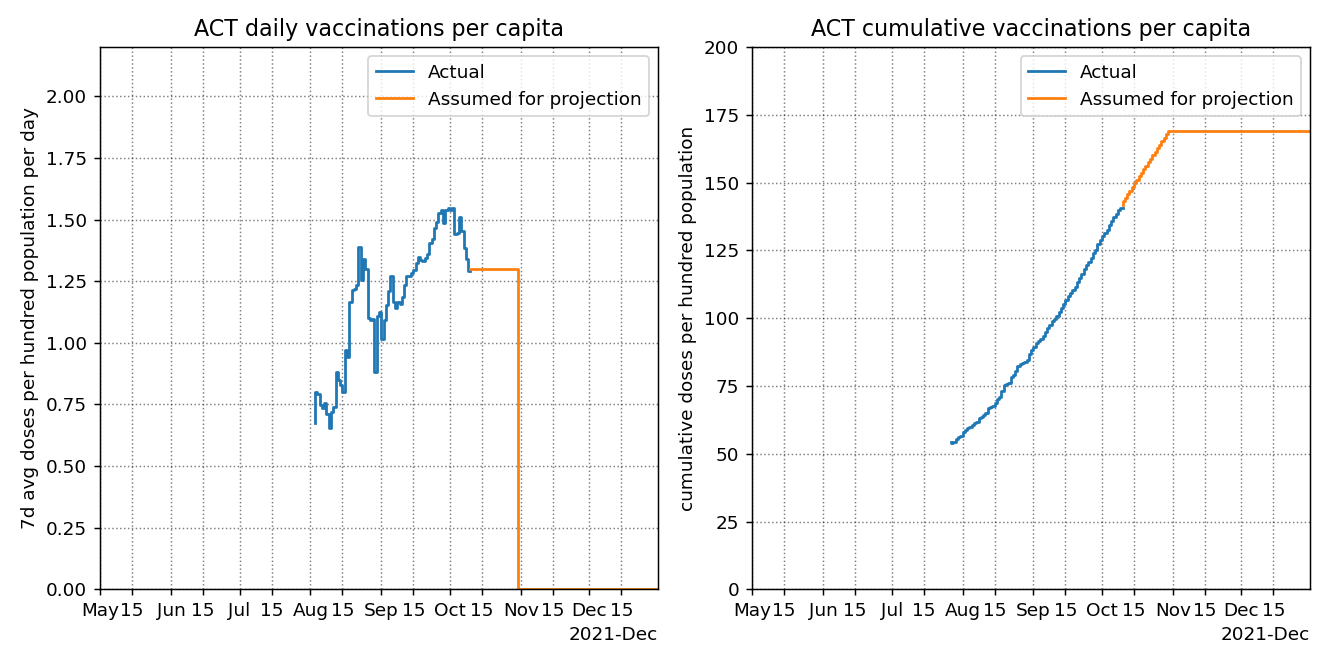 ACT daily vaccinations per capita
7d avg doses per hundred population per day
2.00
1.75
1.50
1.25
1.00
0.75
0.50
0.25
0.00
Actual
Assumed for projection
May 15 Jun 15 Jul 15 Aug 15 Sep 15 Oct 15 Nov 15 Dec 15
2021-Dec
ACT cumulative vaccinations per capita
cumulative doses per hundred population
200
175
150
125
100
75
50
25
0
Actual
Assumed for projection
May 15 Jun 15 Jul 15 Aug 15 Sep 15 Oct 15 Nov 15 Dec 15
2021-Dec